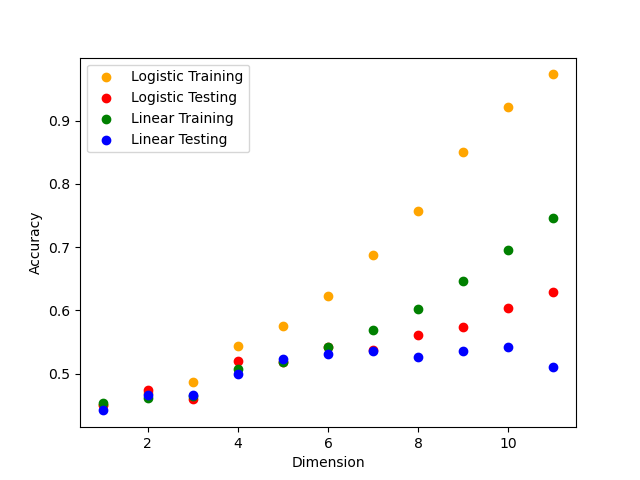 Logistic Training
Logistic Testing
Linear Training
Linear Testing
0.9
0.8
0.7
0.6
0.5
Accuracy
2 4 6 8 10
Dimension